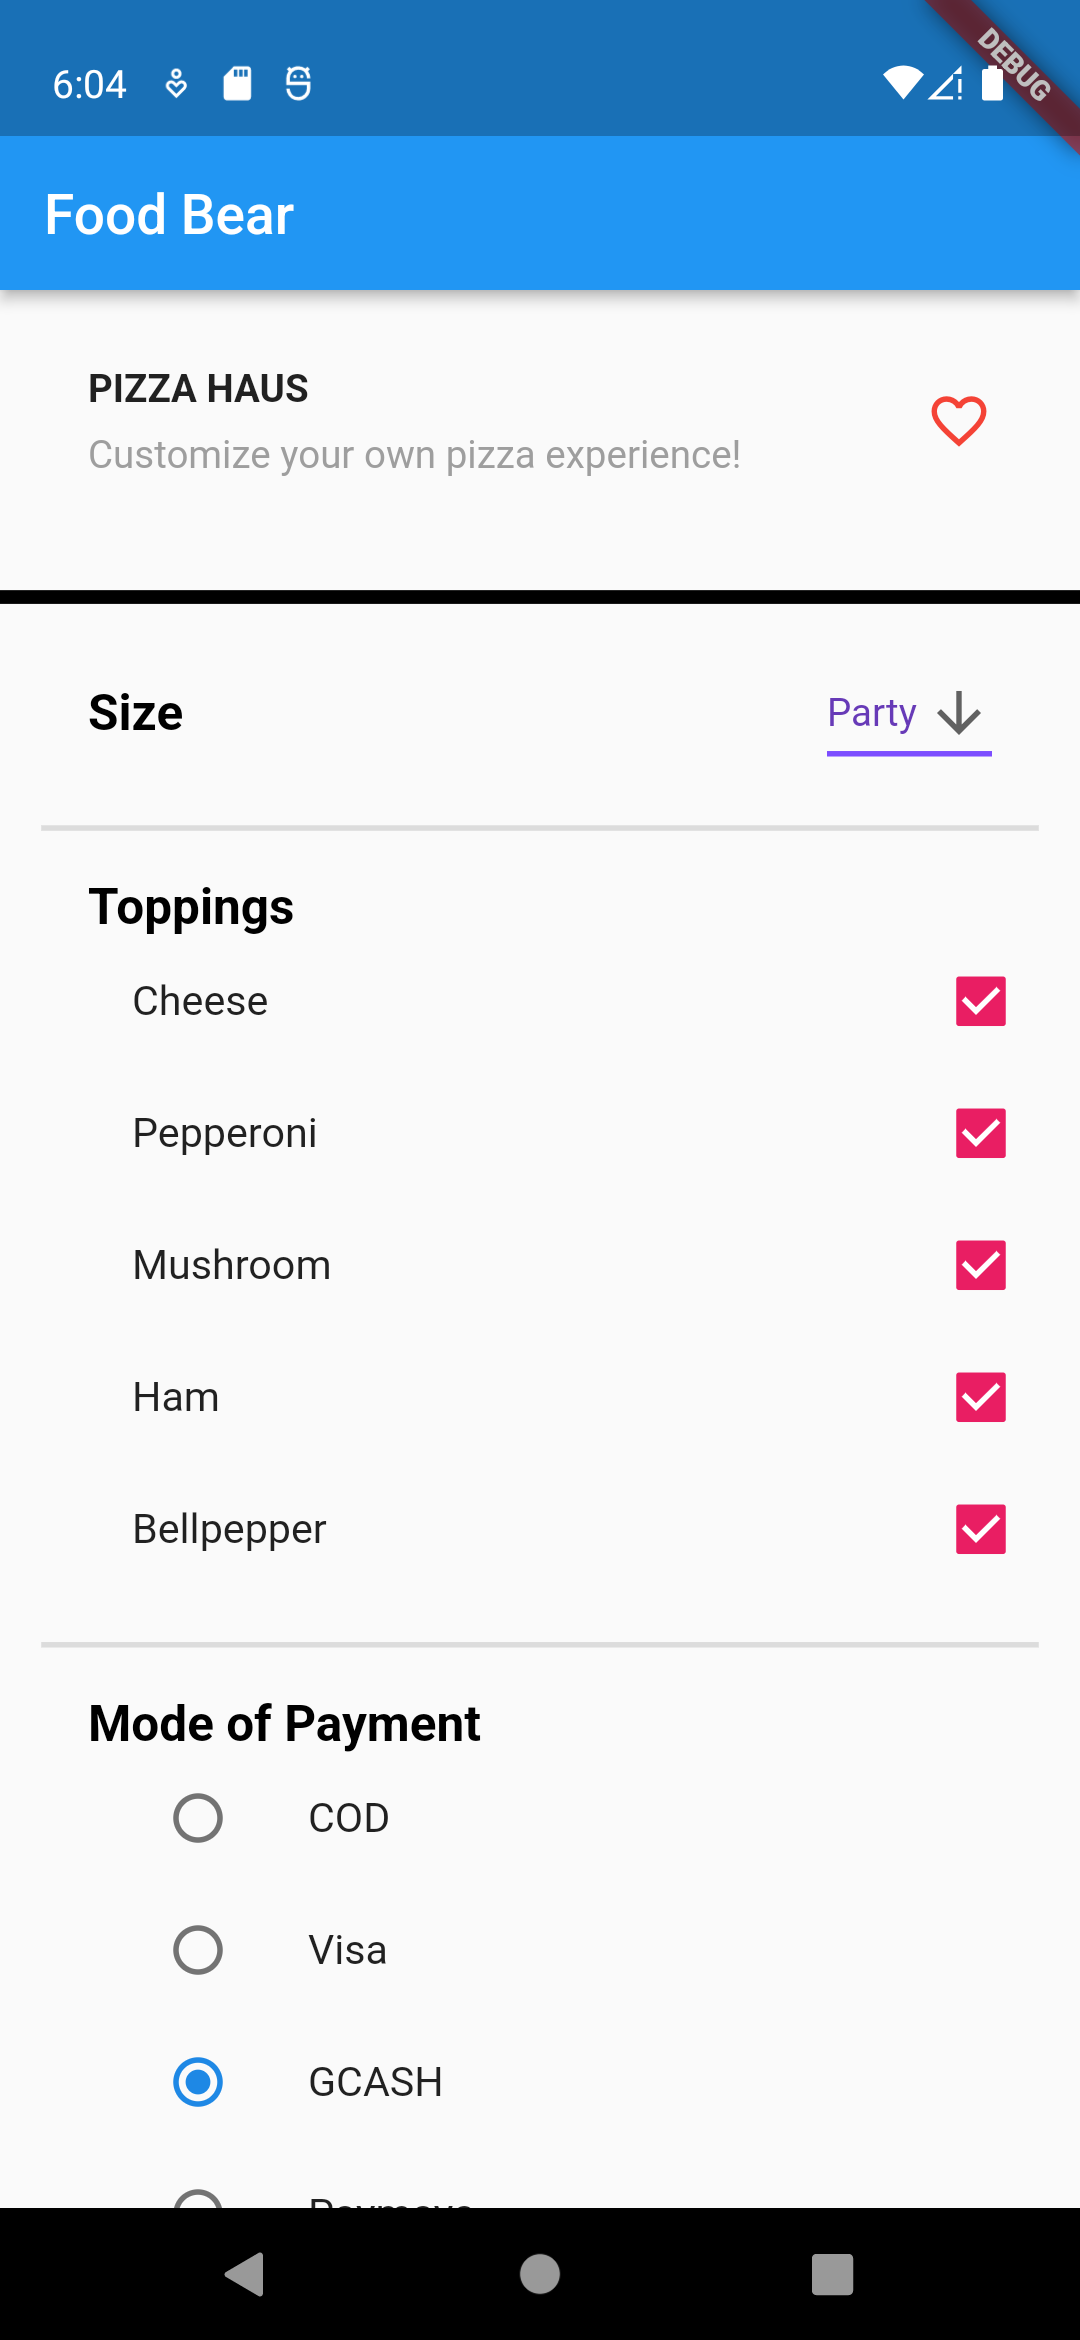 6:04
DEBUG
Food Bear
PIZZA HAUS
Customize your own pizza experience!
Size
Party
Toppings
Cheese
Pepperoni
Mushroom
Ham
Bellpepper
Mode of Payment
COD
Visa
GCASH